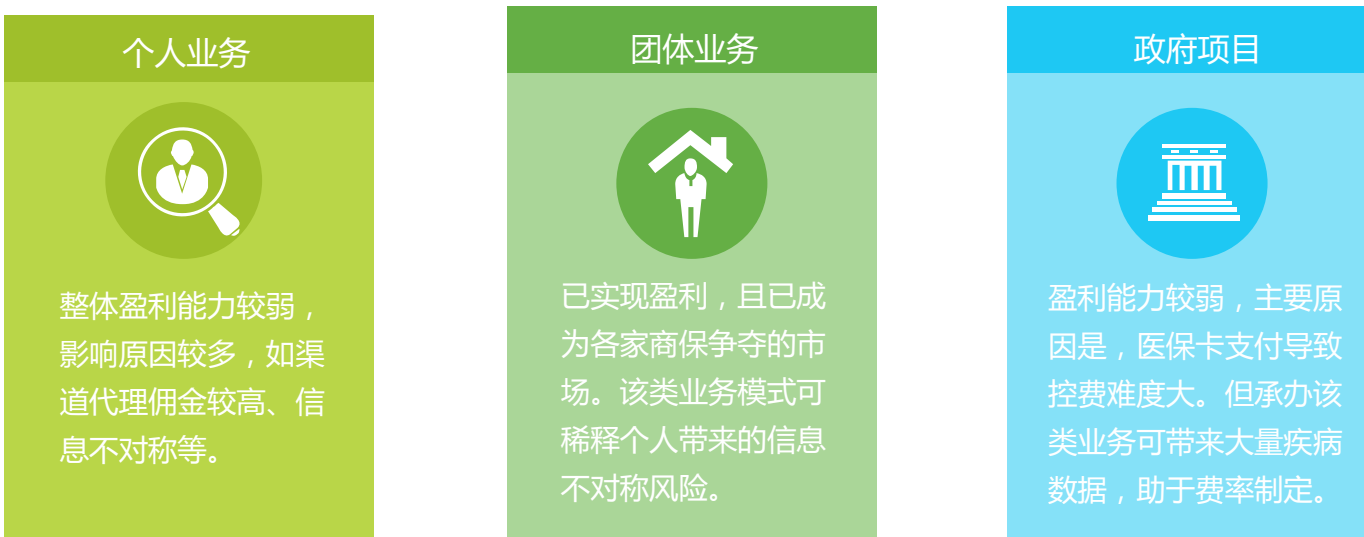 个人业务
整体盈利能力较弱，
影响原因较多，如渠
道代理佣金较高、信
息不对称等。
团体业务
已实现盈利，且已成
为各家商保争夺的市
场。该类业务模式可
稀释个人带来的信息
不对称风险。
政府项目
盈利能力较弱，主要原
因是，医保卡支付导致
控费难度大。但承办该
类业务可带来大量疾病
数据，助于费率制定。